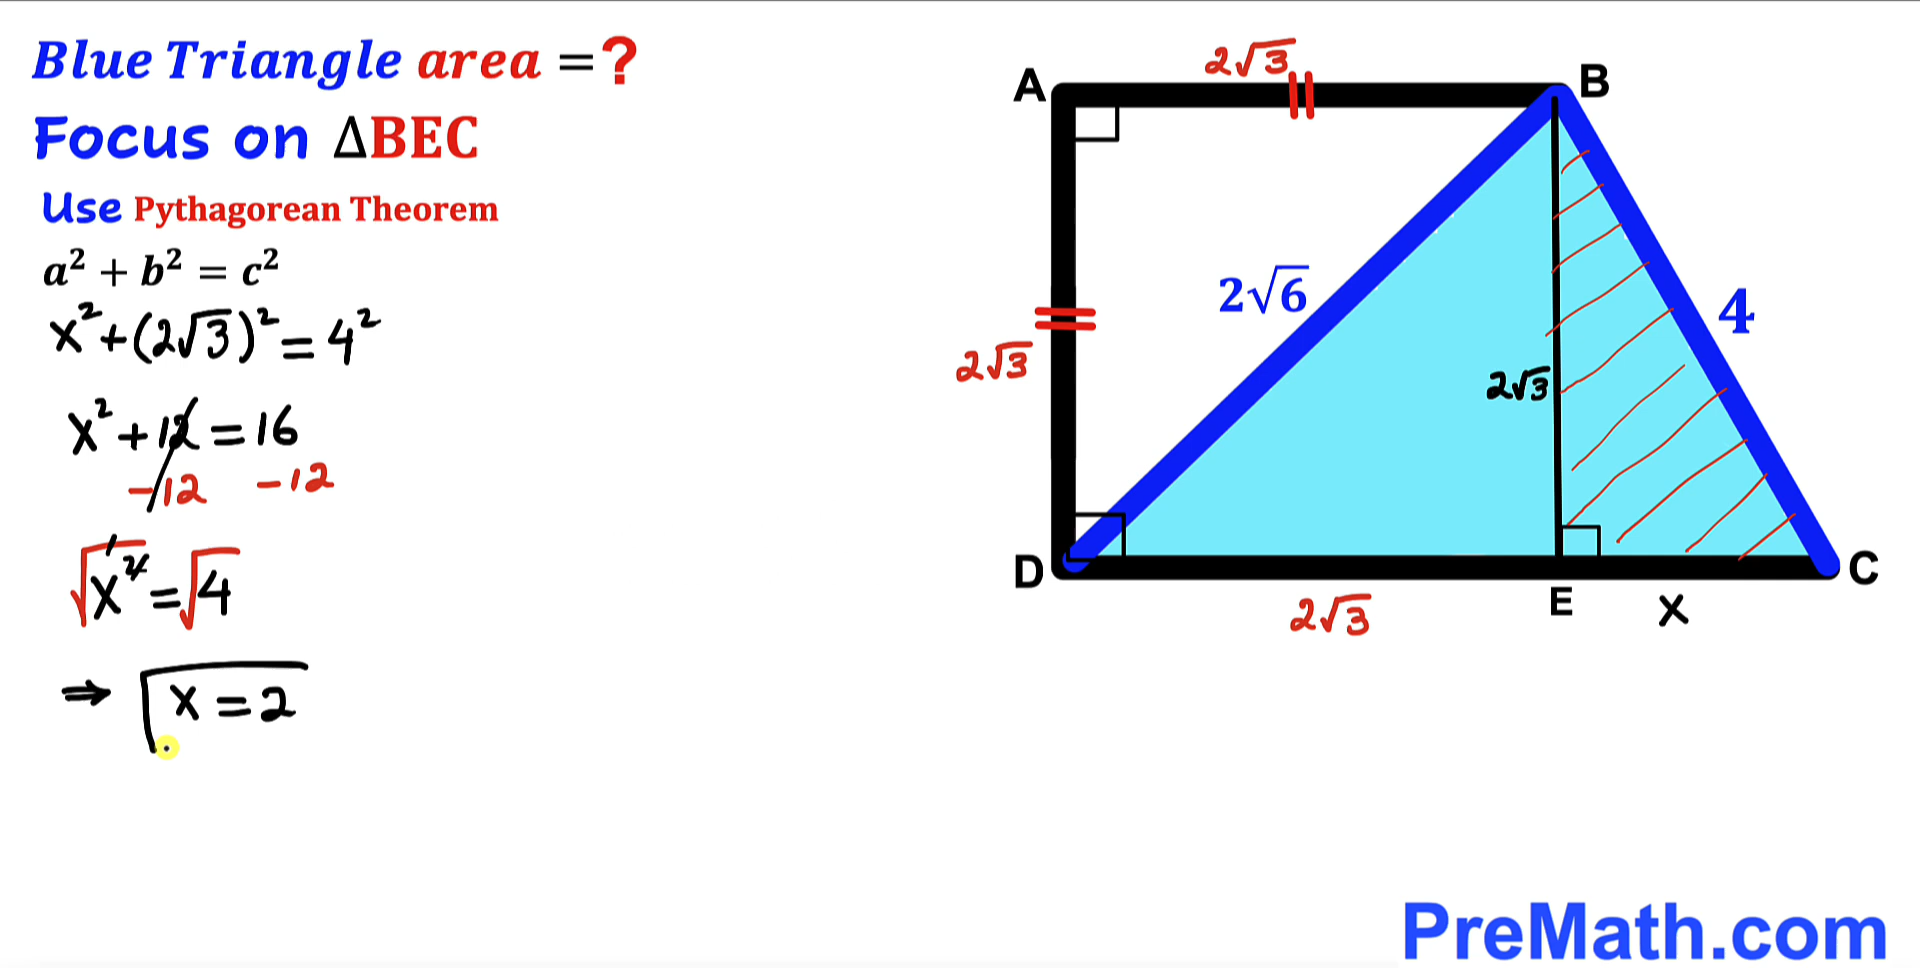 Blue Triangle area =?
Focus on ΔBEC
Use Pythagorean Theorem
a² + b² = c²
x² + (2√3)² = 4²
x² + 12 = 16
-12 -12
√x² = √4
⇒ x = 2
2√3
A
B
2√6
4
2√3
2√3
D
E
C
2√3
X
PreMath.com